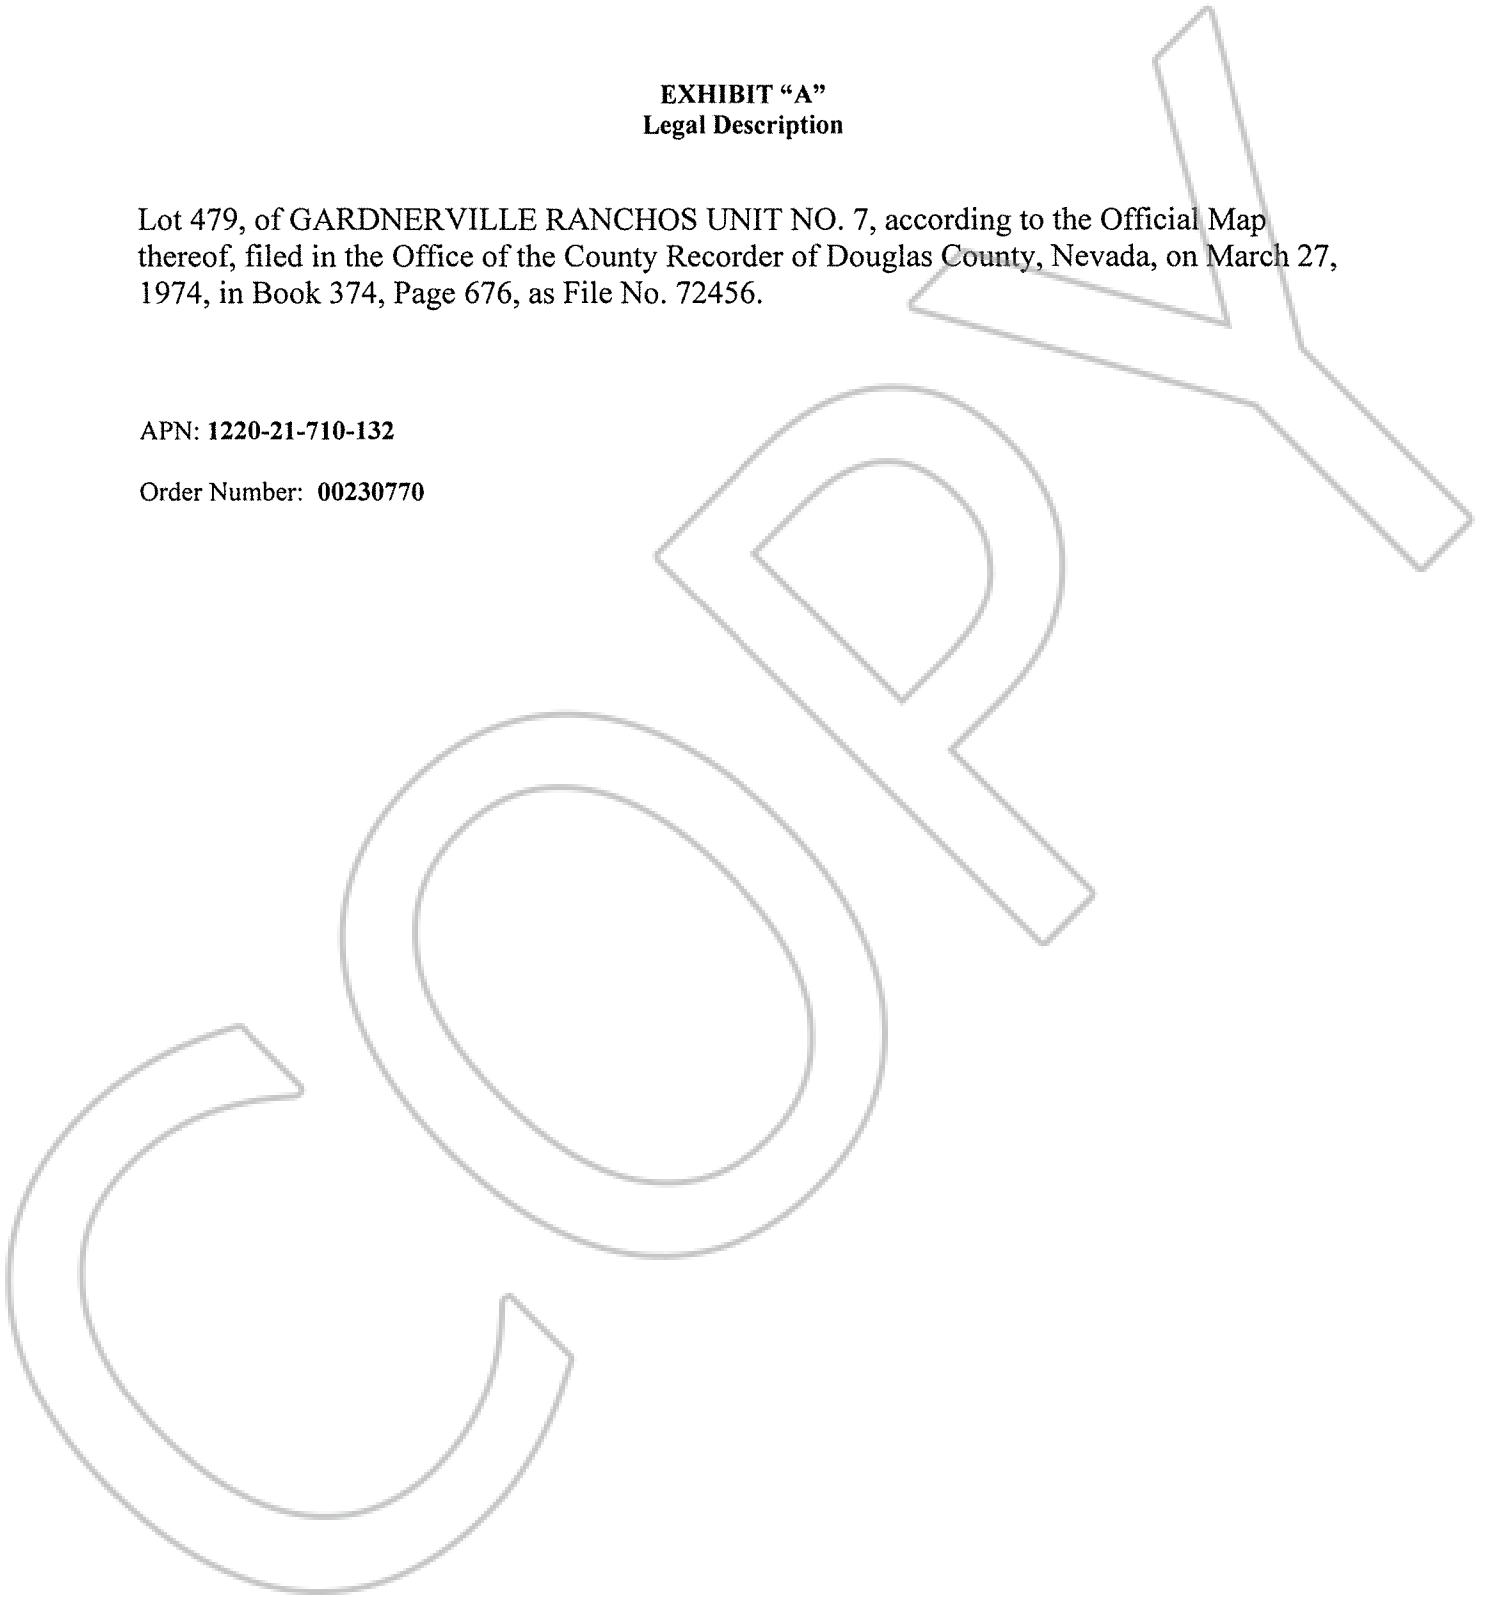 EXHIBIT “A”
Legal Description
Lot 479, of GARDNERVILLE RANCHOS UNIT NO. 7, according to the Official Map
thereof, filed in the Office of the County Recorder of Douglas County, Nevada, on March 27,
1974, in Book 374, Page 676, as File No. 72456.
APN: 1220-21-710-132
Order Number: 00230770
COPY